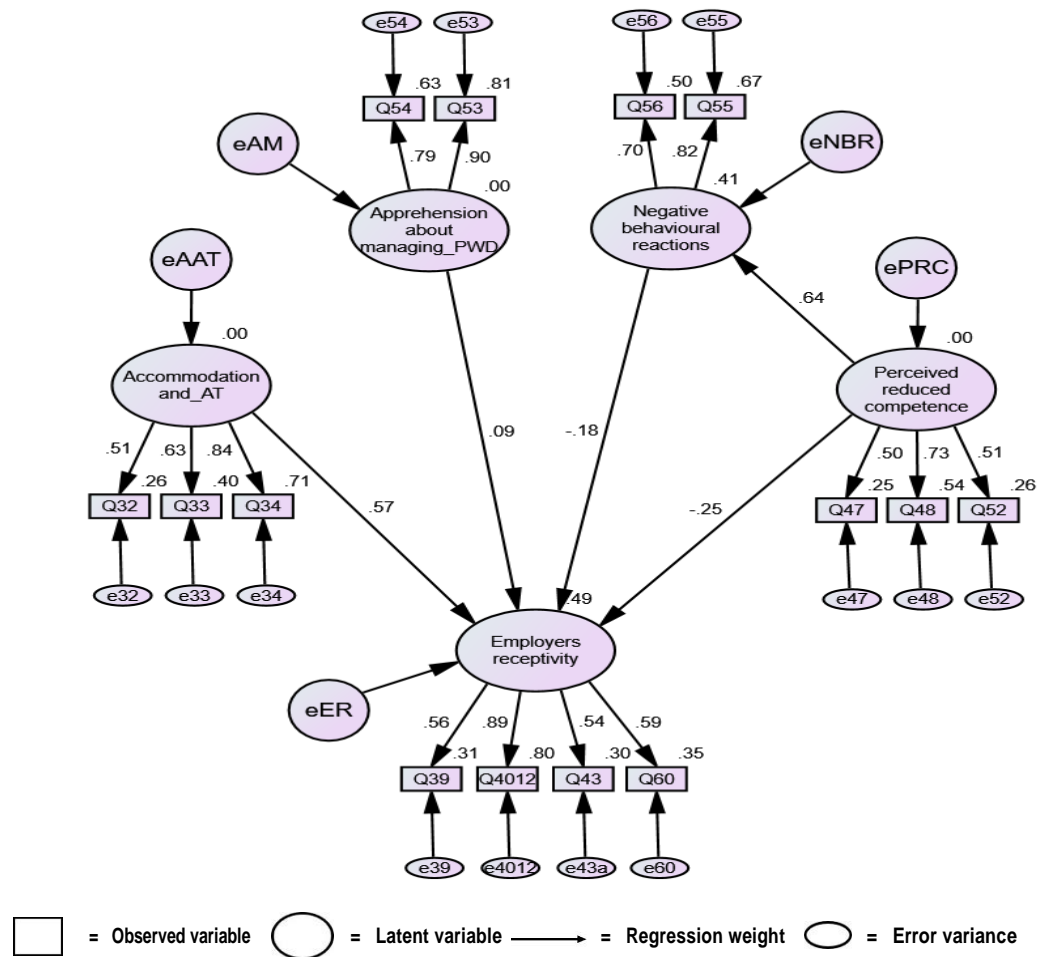 e54 e53 e56 e55
.63 .81 .50 .67
Q54 Q53 Q56 Q55
eAM eNBR
.79 .90 .70 .82
.00 .41
Apprehension
about
managing_PWD
Negative
behavioural
reactions
eAAT ePRC
.64
.00 .00
Accommodation
and_AT
Perceived
reduced
competence
.09 -.18
.51 .63 .84 .50 .73 .51
.26 .40 .71 .25 .54 .26
Q32 Q33 Q34 Q47 Q48 Q52
.57 -.25
e32 e33 e34 e47 e48 e52
.49
Employers
receptivity
eER
.56 .89 .54 .59
.31 .80 .30 .35
Q39 Q4012 Q43 Q60
e39 e4012 e43a e60
= Observed variable = Latent variable = Regression weight = Error variance